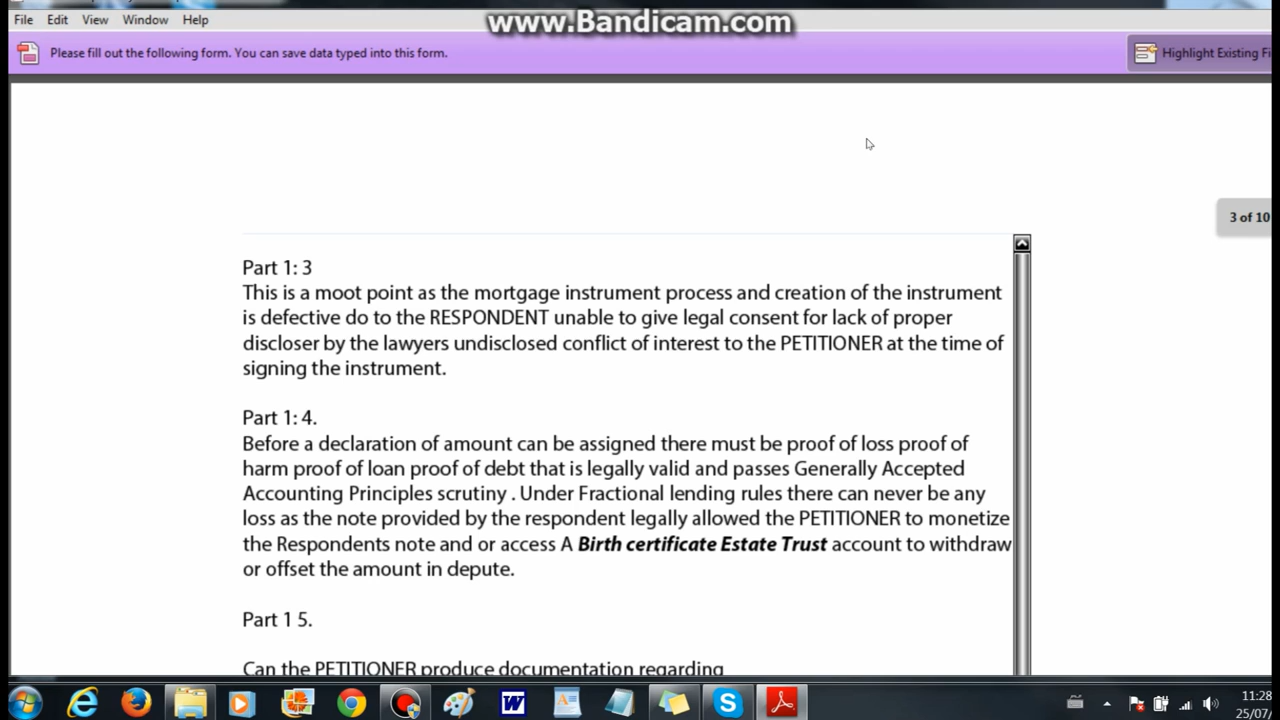 www.Bandicam.com
File Edit View Window Help
Please fill out the following form. You can save data typed into this form.
Highlight Existing Fi
3 of 10
Part 1: 3
This is a moot point as the mortgage instrument process and creation of the instrument
is defective do to the RESPONDENT unable to give legal consent for lack of proper
discloser by the lawyers undisclosed conflict of interest to the PETITIONER at the time of
signing the instrument.
Part 1: 4.
Before a declaration of amount can be assigned there must be proof of loss proof of
harm proof of loan proof of debt that is legally valid and passes Generally Accepted
Accounting Principles scrutiny . Under Fractional lending rules there can never be any
loss as the note provided by the respondent legally allowed the PETITIONER to monetize
the Respondents note and or access A Birth certificate Estate Trust account to withdraw
or offset the amount in depute.
Part 1 5.
Can the PETITIONER produce documentation regarding
11:28
25/07/